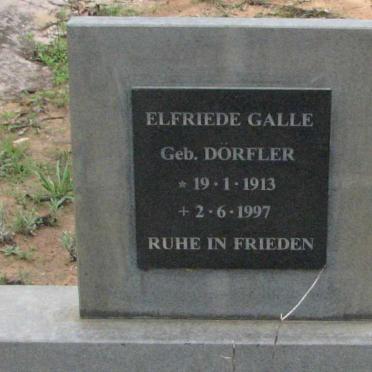 ELFRIEDE GALLE
Geb. DÖRFLER
* 19·1·1913
+ 2·6·1997
RUHE IN FRIEDEN